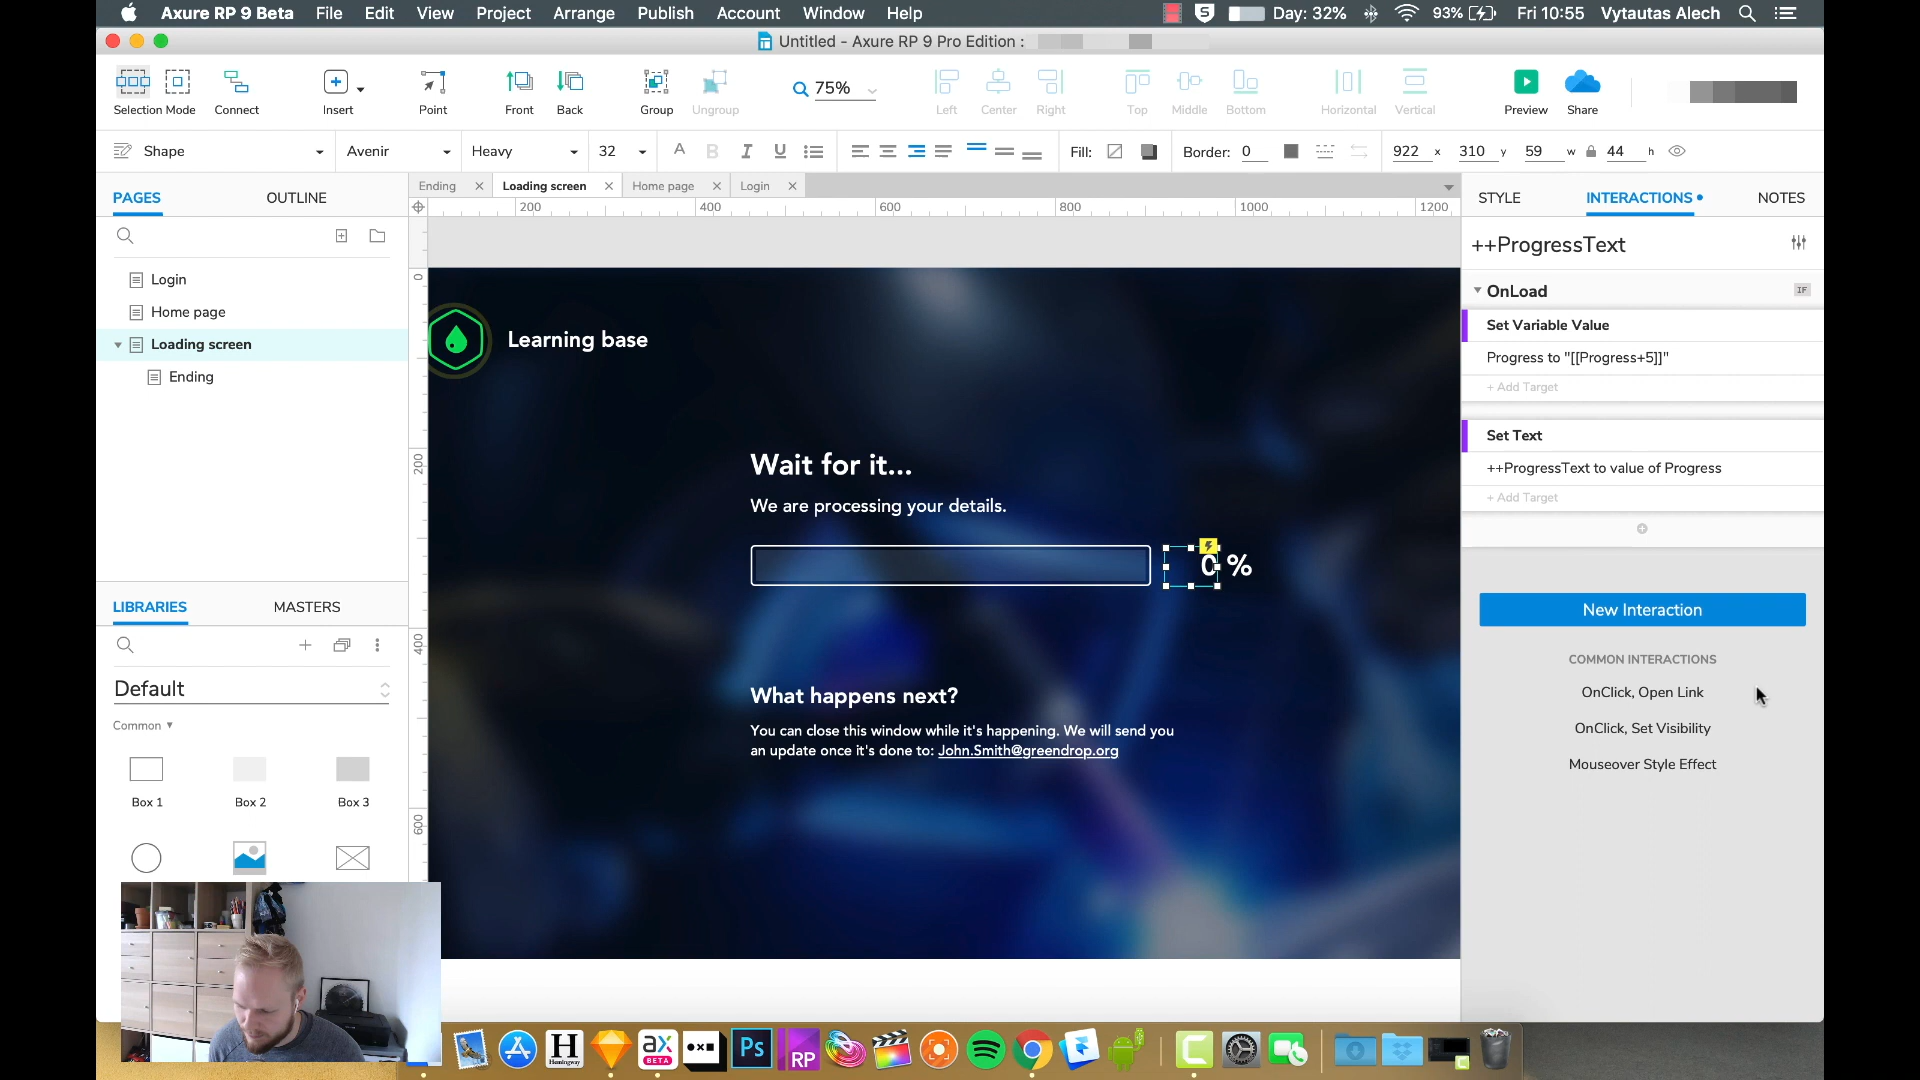 Axure RP 9 Beta File Edit View Project Arrange Publish Account Window Help S Day: 32% 93% Fri 10:55 Vytautas Alech
Untitled - Axure RP 9 Pro Edition :
Selection Mode Connect Insert Point Front Back Group Ungroup 75% Left Center Right Top Middle Bottom Horizontal Vertical Preview Share
Shape Avenir Heavy 32 A B I U Fill: Border: 0 922 x 310 y 59 w 44 h
PAGES OUTLINE
Ending Loading screen Home page Login
STYLE INTERACTIONS NOTES
200 400 600 800 1000 1200
0
200
400
600
Login
Home page
Loading screen
Ending
LIBRARIES MASTERS
Default
Common
Box 1 Box 2 Box 3
Learning base
Wait for it...
We are processing your details.
0 %
What happens next?
You can close this window while it's happening. We will send you
an update once it's done to: John.Smith@greendrop.org
++ProgressText
OnLoad IF
Set Variable Value
Progress to "[[Progress+5]]"
+ Add Target
Set Text
++ProgressText to value of Progress
+ Add Target
New Interaction
COMMON INTERACTIONS
OnClick, Open Link
OnClick, Set Visibility
Mouseover Style Effect
H Hemingway ax BETA Ps RP